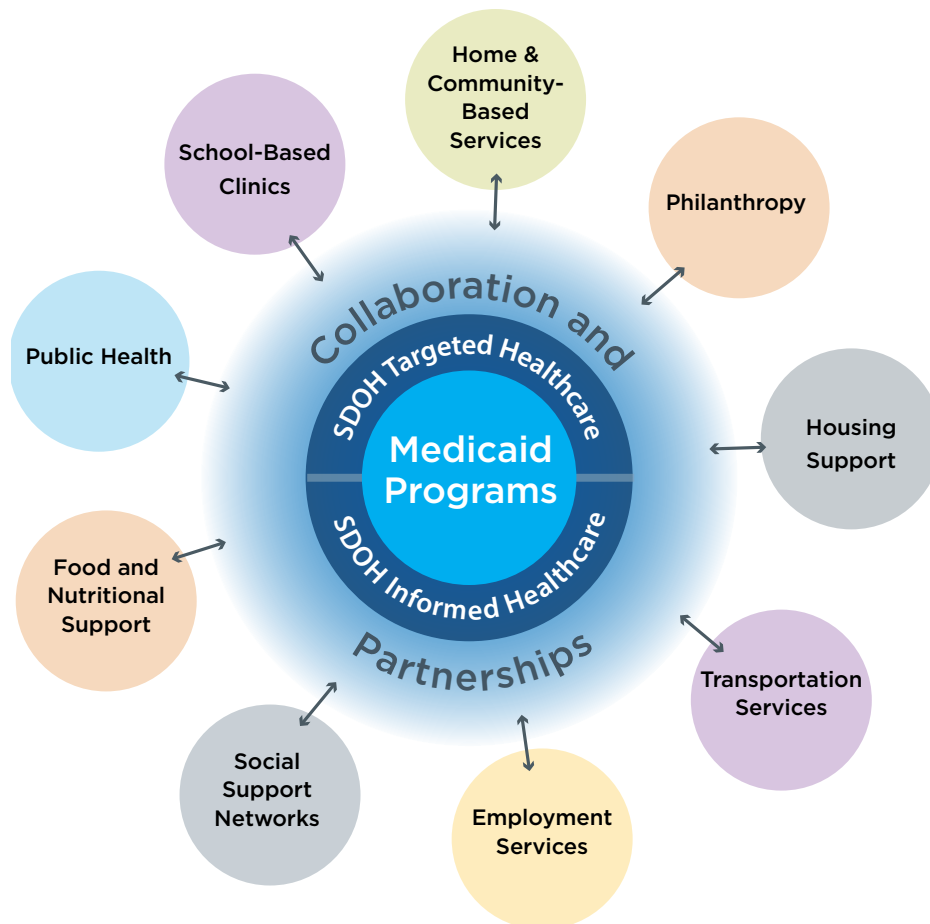 Home &
Community-
Based
Services
School-Based
Clinics
Philanthropy
Public Health
Housing
Support
Food and
Nutritional
Support
Transportation
Services
Social
Support
Networks
Employment
Services
Collaboration and
Partnerships
SDOH Targeted Healthcare
Medicaid
Programs
SDOH Informed Healthcare